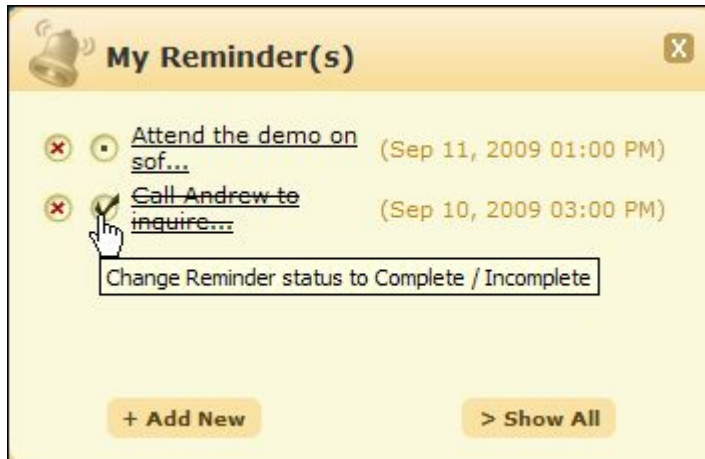 My Reminder(s)
X
Attend the demo on
sof...
(Sep 11, 2009 01:00 PM)
Call Andrew to
inquire...
(Sep 10, 2009 03:00 PM)
Change Reminder status to Complete / Incomplete
+ Add New
> Show All